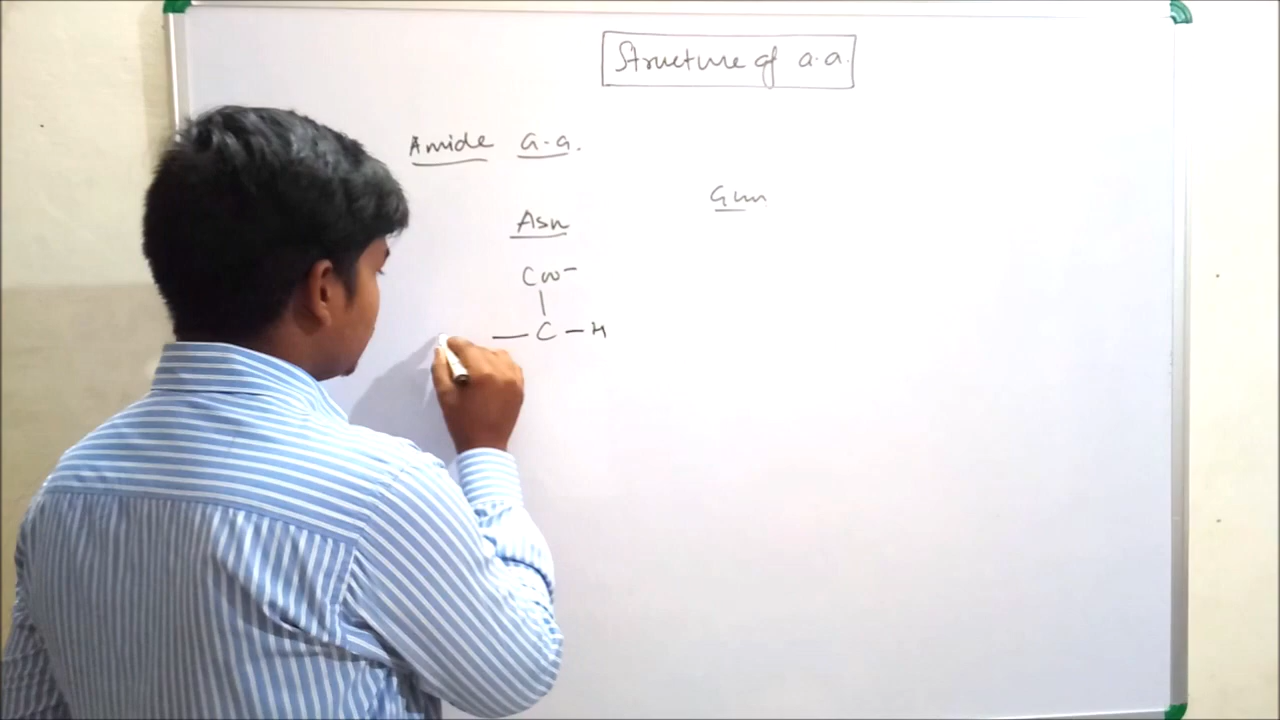 Structure of a.a.
Amide a.a.
Gln
Asn
COO⁻
|
— C — H